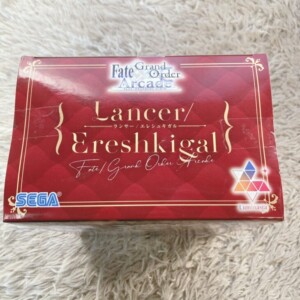 Fate/Grand Order
Arcade
Lancer/
ランサー/エレシュキガル
Ereshkigal
Fate/Grand Order Arcade
SEGA